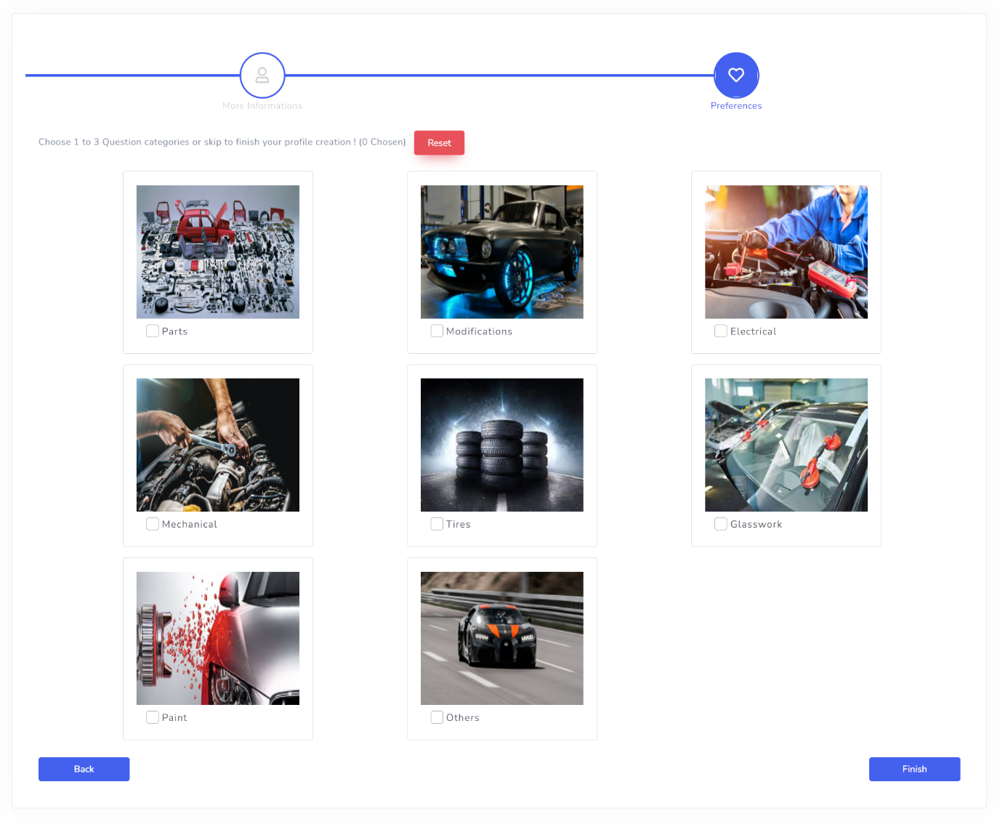 More Informations
Preferences
Choose 1 to 3 Question categories or skip to finish your profile creation ! (0 Chosen)
Reset
Parts
Modifications
Electrical
Mechanical
Tires
Glasswork
Paint
Others
Back
Finish